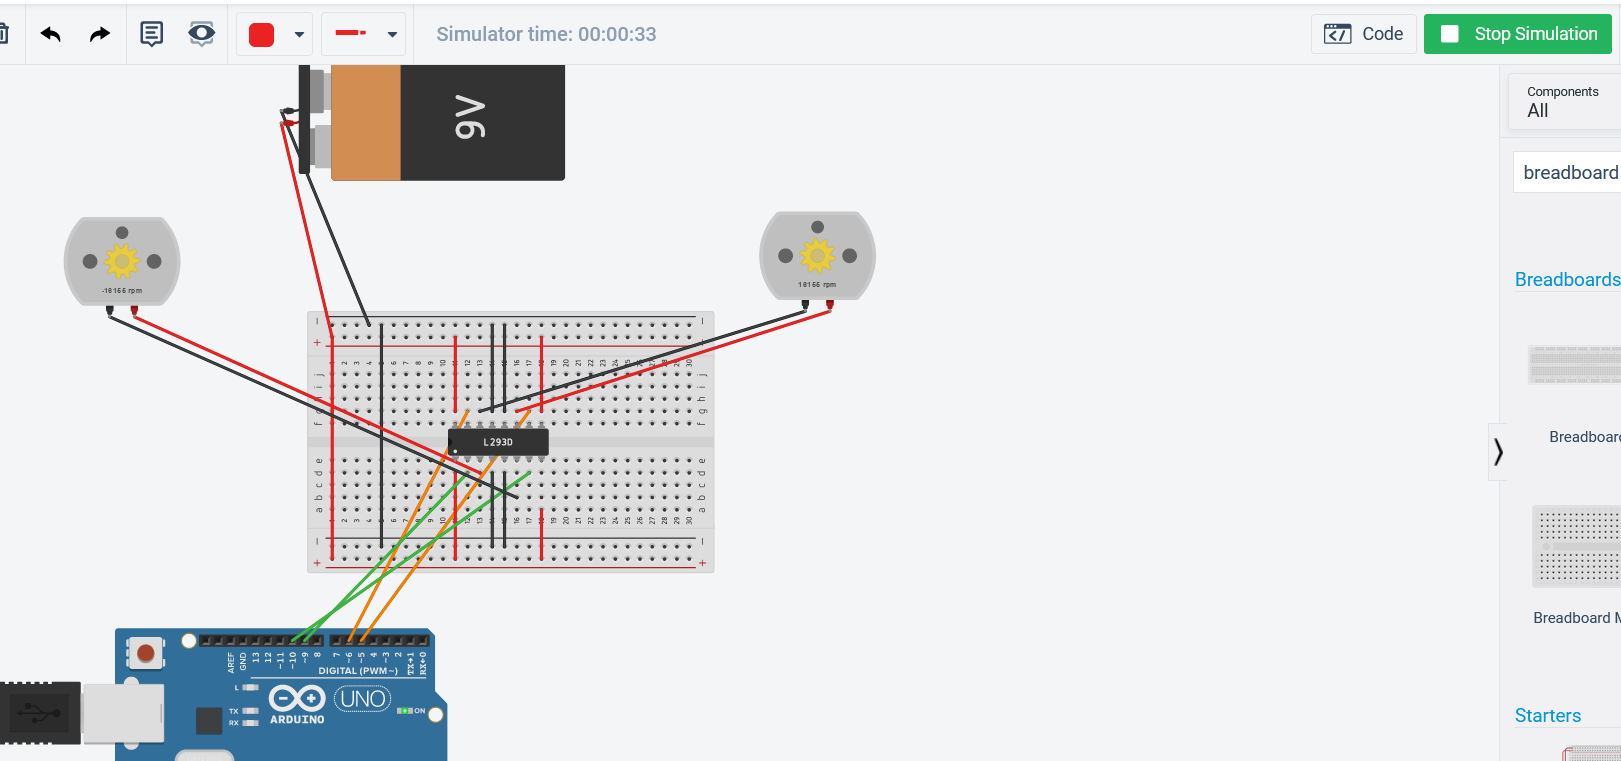 Simulator time: 00:00:33
Code
Stop Simulation
Components
All
breadboard
9V
-16166 rpm
16166 rpm
Breadboards
L293D
Breadboar
Breadboard M
AREF
GND
13
12
~11
~10
~9
8
7
~6
~5
4
~3
2
TX→1
RX←0
DIGITAL (PWM~)
L
TX
RX
UNO
ARDUINO
ON
Starters